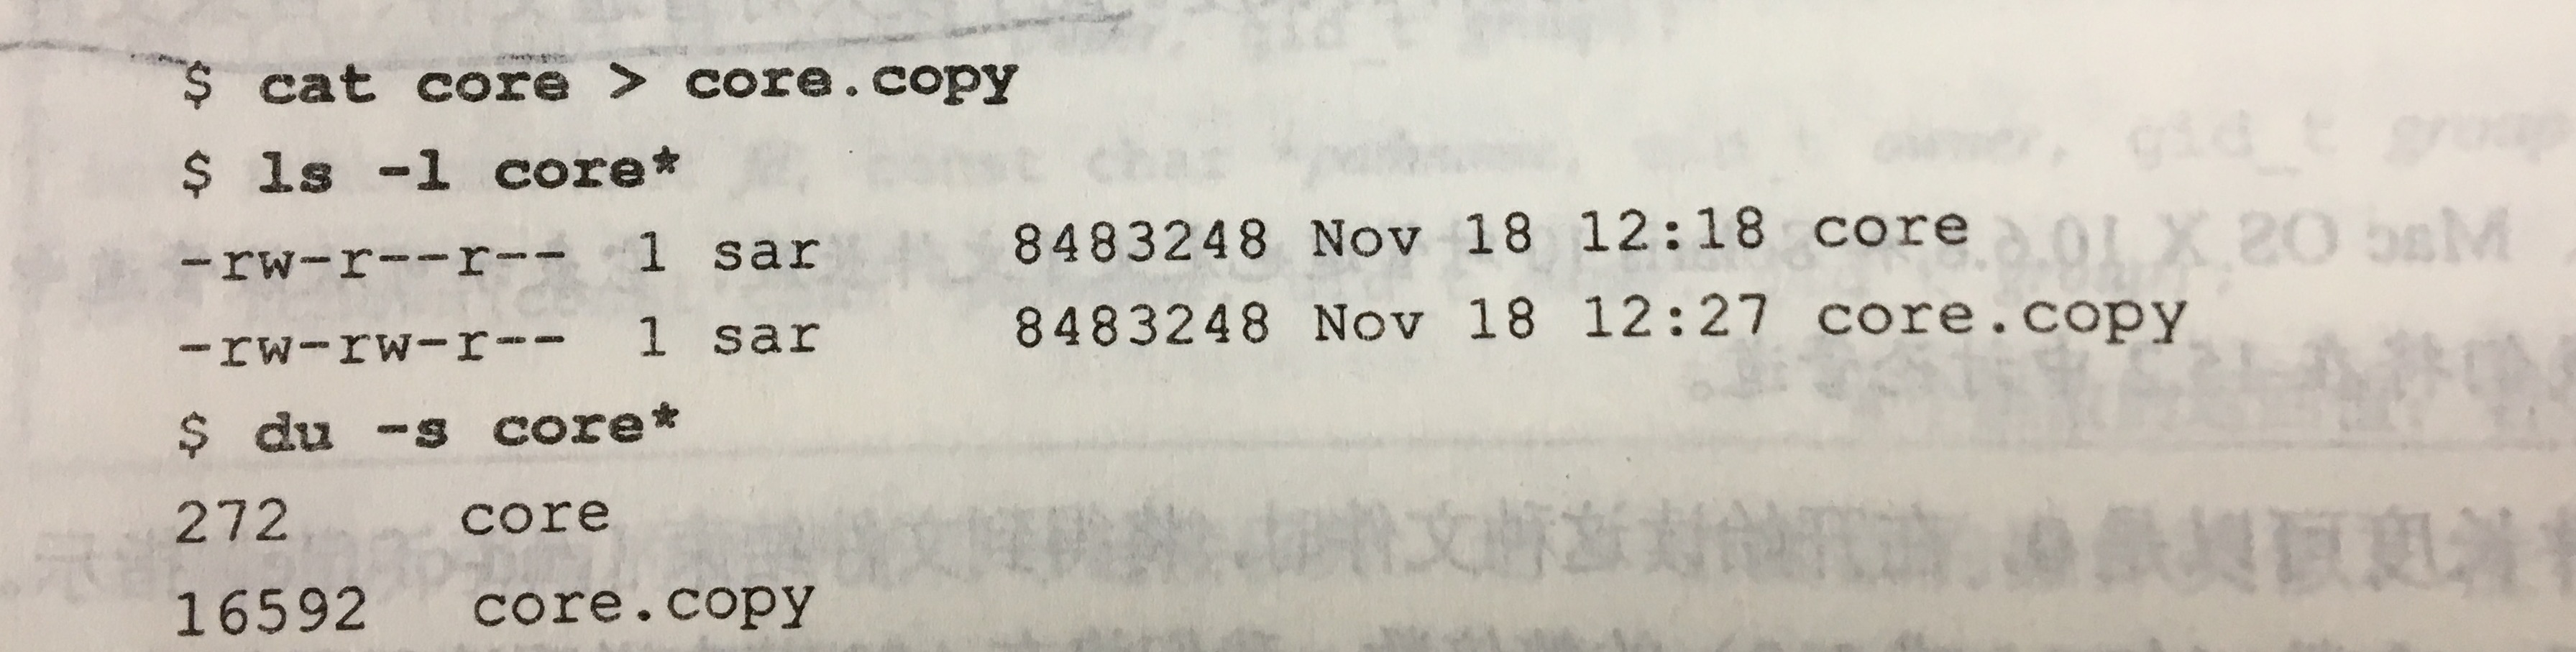 $ cat core > core.copy
$ ls -l core*
-rw-r--r-- 1 sar 8483248 Nov 18 12:18 core
-rw-rw-r-- 1 sar 8483248 Nov 18 12:27 core.copy
$ du -s core*
272 core
16592 core.copy